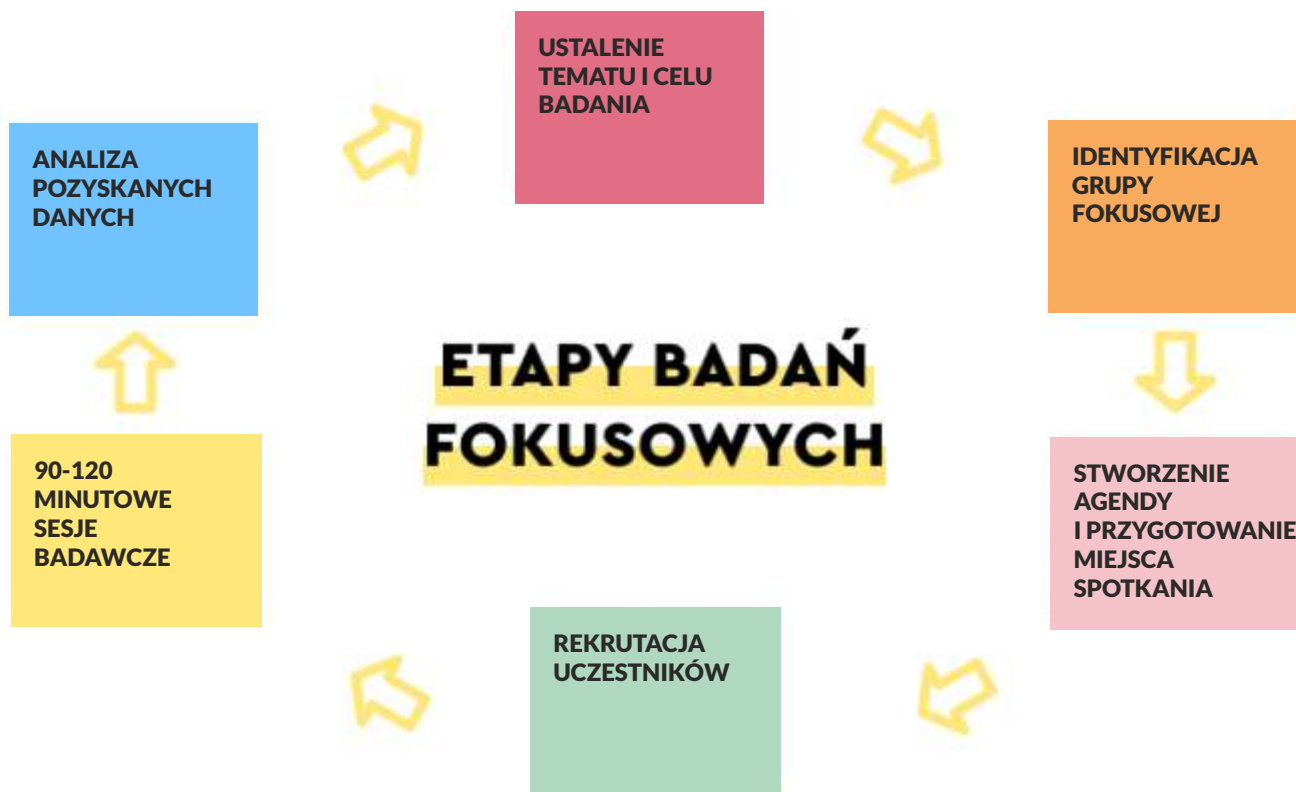 USTALENIE
TEMATU I CELU
BADANIA
IDENTYFIKACJA
GRUPY
FOKUSOWEJ
STWORZENIE
AGENDY
I PRZYGOTOWANIE
MIEJSCA
SPOTKANIA
REKRUTACJA
UCZESTNIKÓW
90-120
MINUTOWE
SESJE
BADAWCZE
ANALIZA
POZYSKANYCH
DANYCH
ETAPY BADAŃ
FOKUSOWYCH